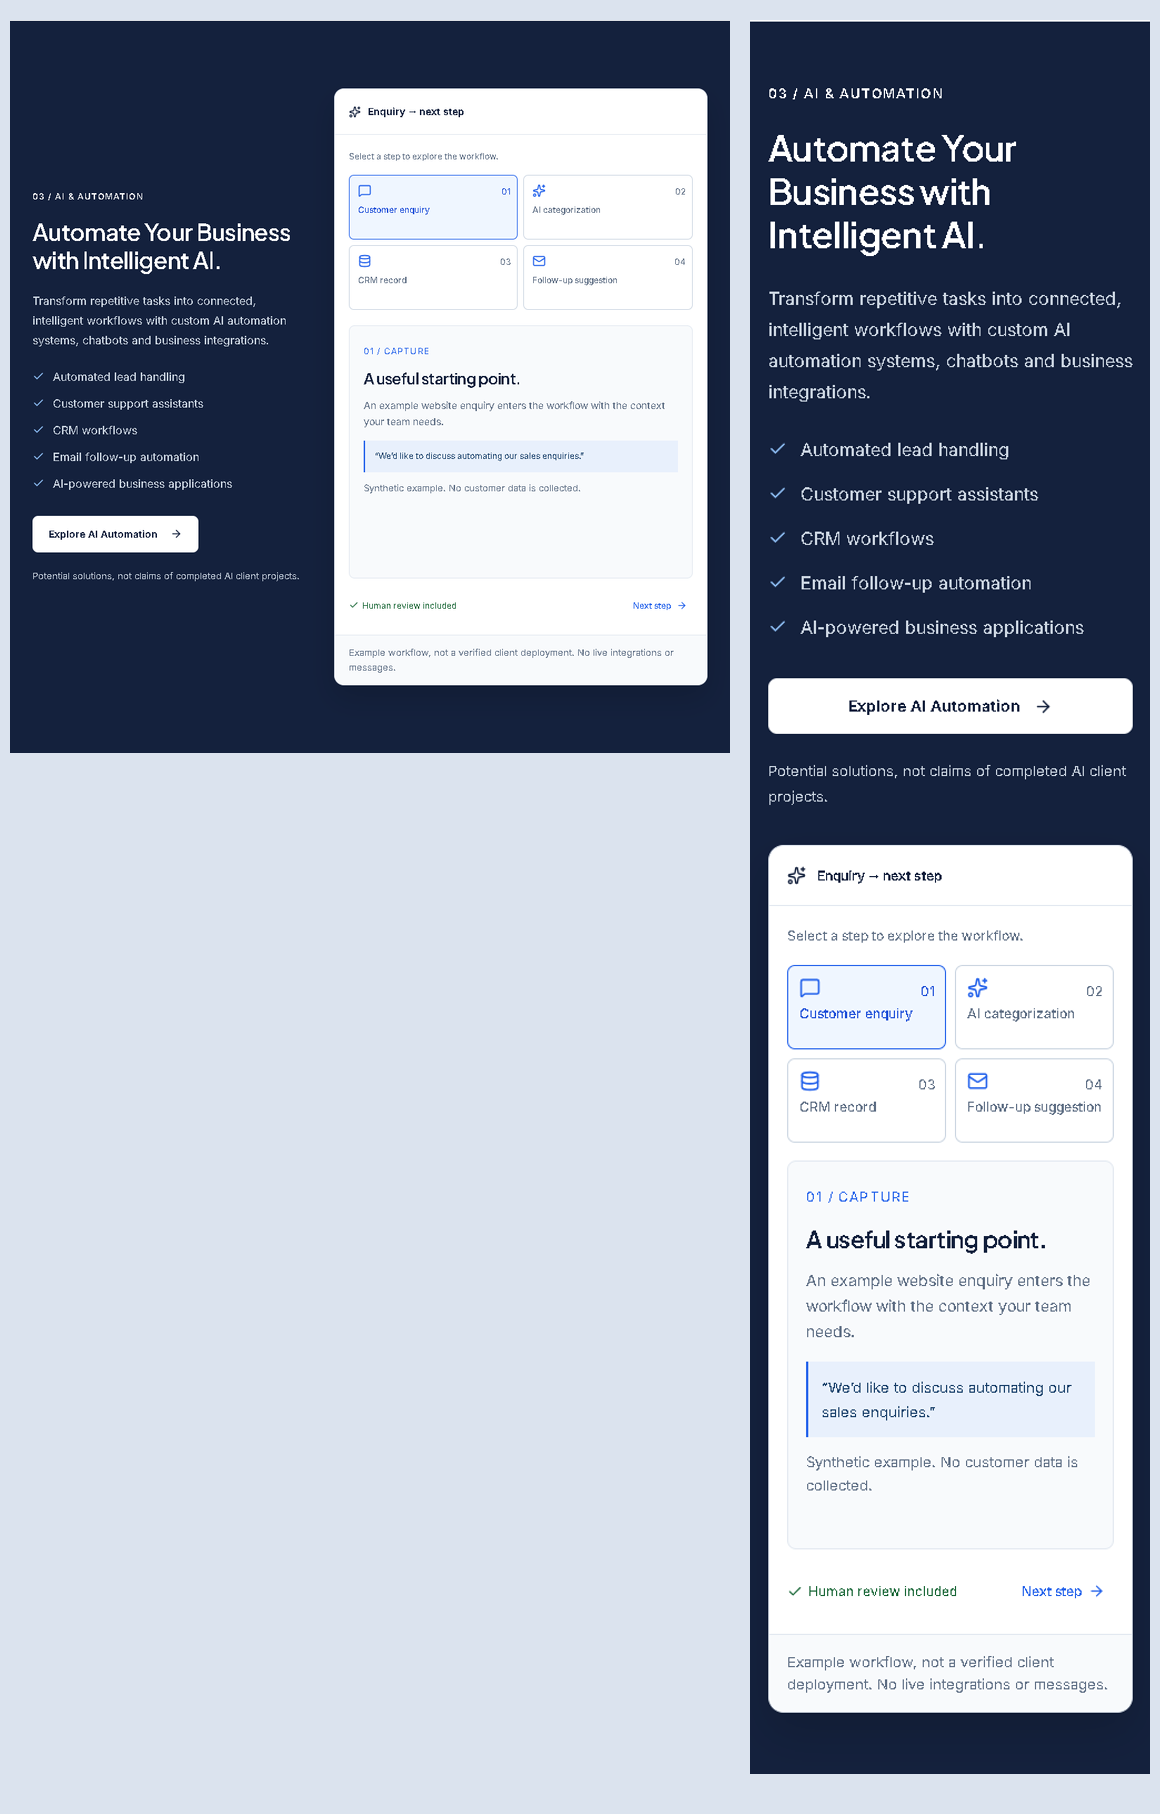 03 / AI & AUTOMATION
Automate Your Business
with Intelligent AI.
Transform repetitive tasks into connected,
intelligent workflows with custom AI automation
systems, chatbots and business integrations.
Automated lead handling
Customer support assistants
CRM workflows
Email follow-up automation
AI-powered business applications
Explore AI Automation →
Potential solutions, not claims of completed AI client projects.
Enquiry → next step
Select a step to explore the workflow.
01
Customer enquiry
02
AI categorization
03
CRM record
04
Follow-up suggestion
01 / CAPTURE
A useful starting point.
An example website enquiry enters the workflow with the context
your team needs.
“We’d like to discuss automating our sales enquiries.”
Synthetic example. No customer data is collected.
Human review included
Next step →
Example workflow, not a verified client deployment. No live integrations or
messages.
03 / AI & AUTOMATION
Automate Your
Business with
Intelligent AI.
Transform repetitive tasks into connected,
intelligent workflows with custom AI
automation systems, chatbots and business
integrations.
Automated lead handling
Customer support assistants
CRM workflows
Email follow-up automation
AI-powered business applications
Explore AI Automation →
Potential solutions, not claims of completed AI client
projects.
Enquiry → next step
Select a step to explore the workflow.
01
Customer enquiry
02
AI categorization
03
CRM record
04
Follow-up suggestion
01 / CAPTURE
A useful starting point.
An example website enquiry enters the
workflow with the context your team
needs.
“We’d like to discuss automating our
sales enquiries.”
Synthetic example. No customer data is
collected.
Human review included
Next step →
Example workflow, not a verified client
deployment. No live integrations or messages.